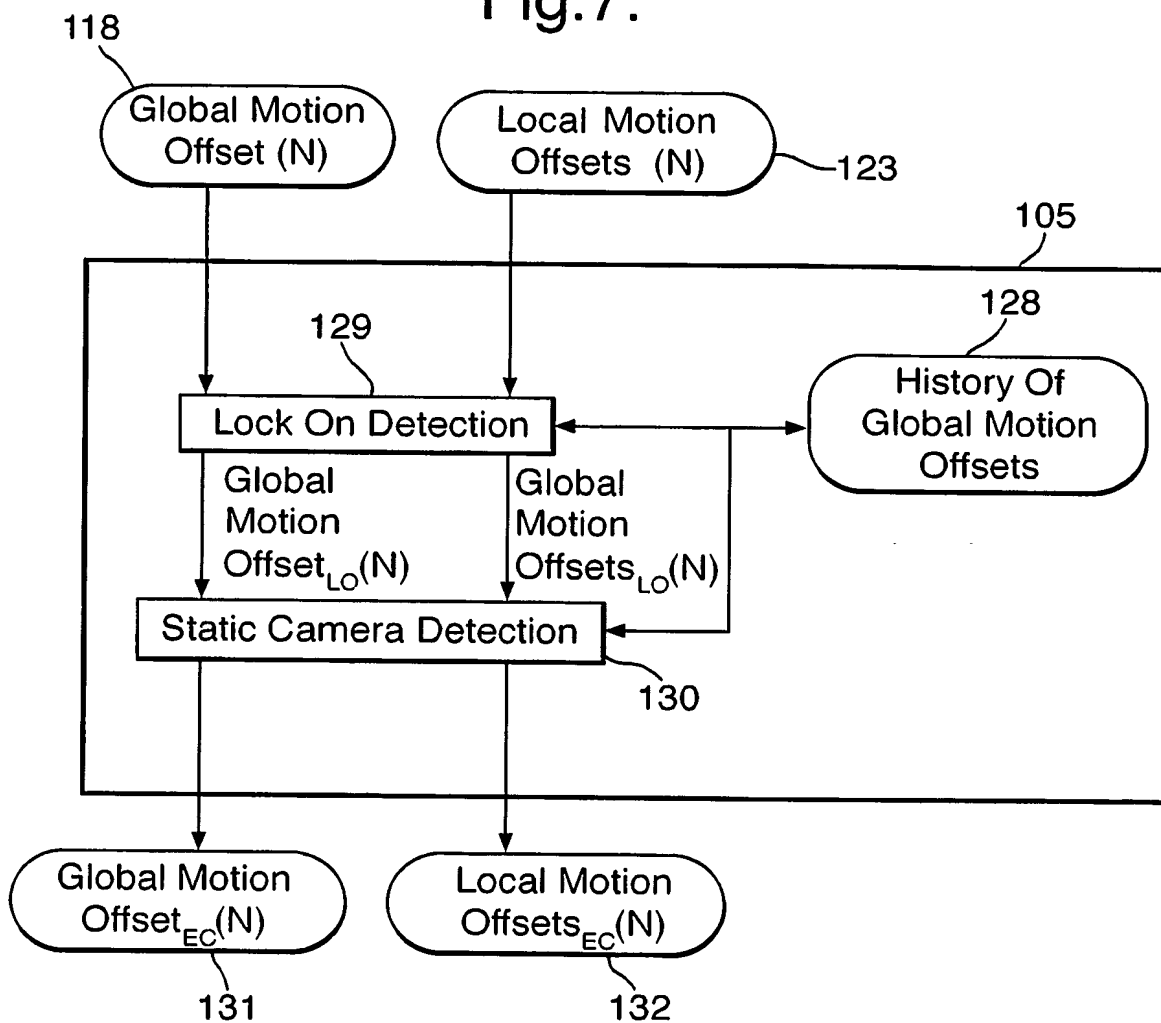 Fig.7.
118
Global Motion
Offset (N)
Local Motion
Offsets (N)
123
105
129
128
Lock On Detection
History Of
Global Motion
Offsets
Global
Motion
Offset_LO(N)
Global
Motion
Offsets_LO(N)
Static Camera Detection
130
Global Motion
Offset_EC(N)
Local Motion
Offsets_EC(N)
131
132